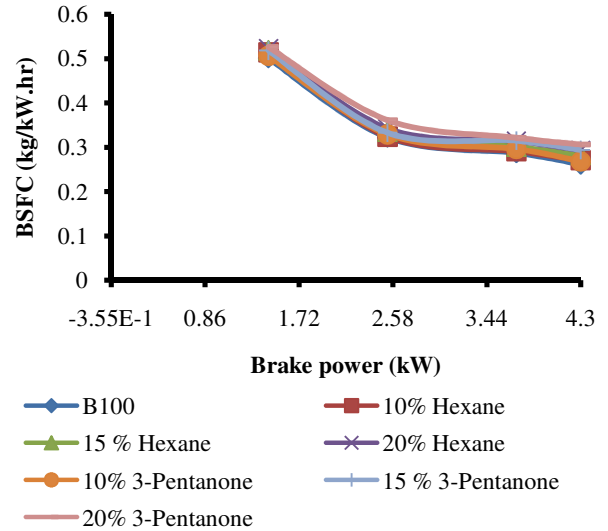 0.6
0.5
0.4
0.3
0.2
0.1
0
BSFC (kg/kW.hr)
-3.55E-1 0.86 1.72 2.58 3.44 4.3
Brake power (kW)
B100 10% Hexane
15 % Hexane 20% Hexane
10% 3-Pentanone 15 % 3-Pentanone
20% 3-Pentanone